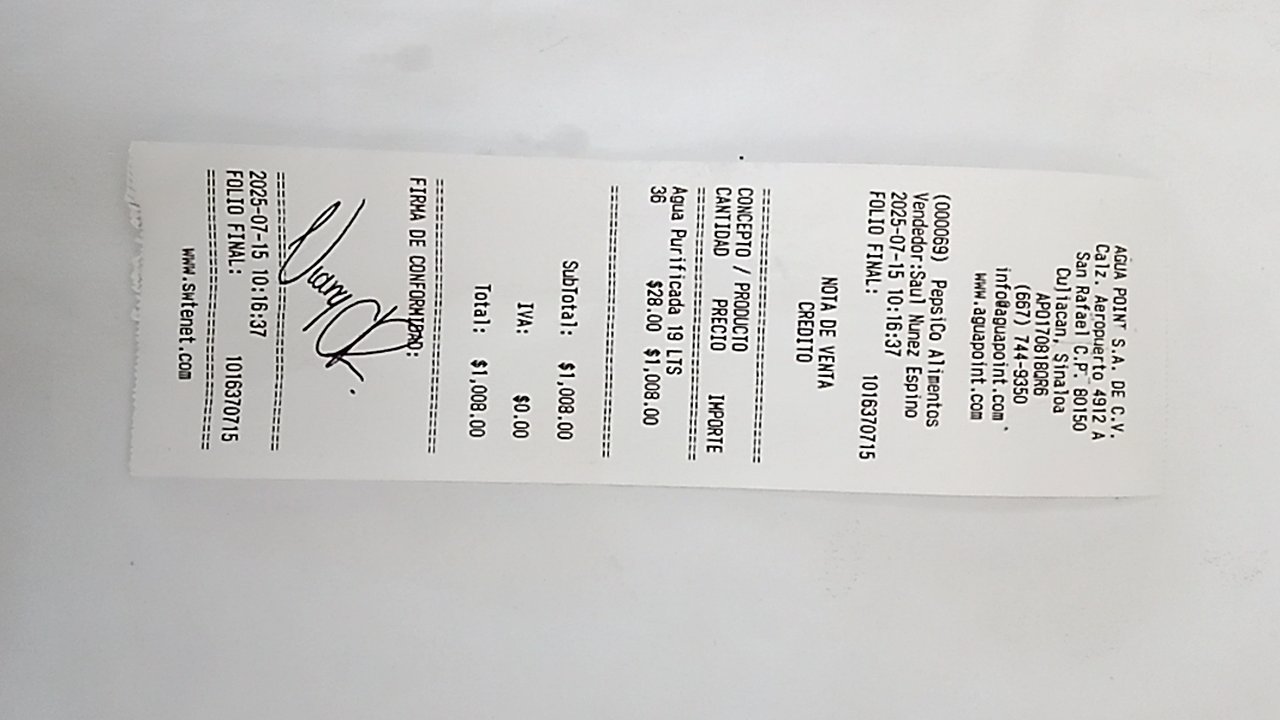 AGUA POINT S.A. DE C.V.
Calz. Aeropuerto 4912 A
San Rafael C.P. 80150
Culiacan, Sinaloa
APO170818QR6
(667) 744-9350
info@aguapoint.com
www.aguapoint.com
(000069) PepsiCo Alimentos
Vendedor:Saul Nunez Espino
2025-07-15 10:16:37
FOLIO FINAL: 1016370715
NOTA DE VENTA
CREDITO
==============================
CONCEPTO / PRODUCTO
CANTIDAD PRECIO IMPORTE
==============================
Agua Purificada 19 LTS
36 $28.00 $1,008.00
==============================
SubTotal: $1,008.00
IVA: $0.00
Total: $1,008.00
==============================
FIRMA DE CONFORMIDAD:
==============================
2025-07-15 10:16:37
FOLIO FINAL: 1016370715
==============================
www.swtenet.com